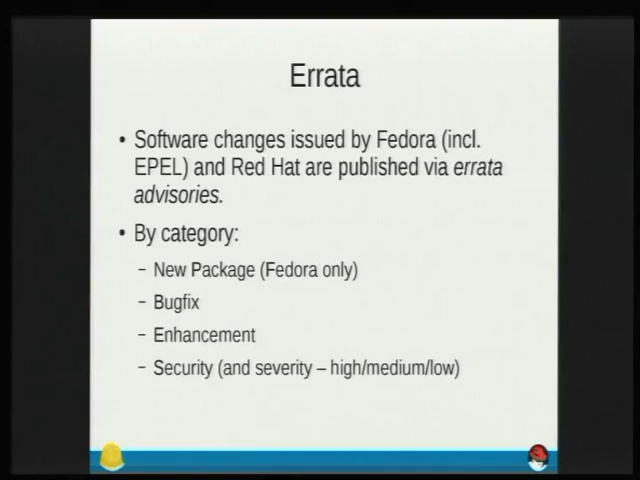 Errata
• Software changes issued by Fedora (incl.
EPEL) and Red Hat are published via errata
advisories.
• By category:
– New Package (Fedora only)
– Bugfix
– Enhancement
– Security (and severity – high/medium/low)